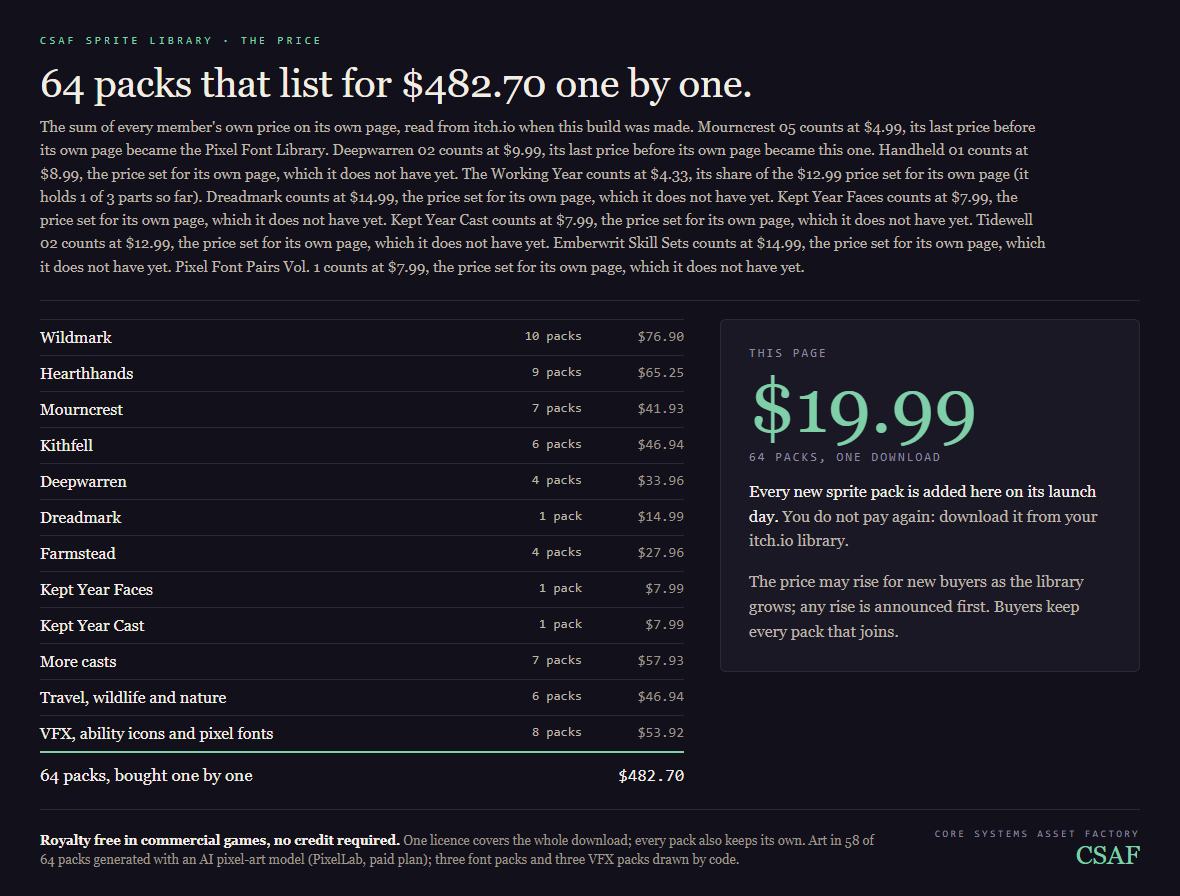 CSAF SPRITE LIBRARY · THE PRICE
64 packs that list for $482.70 one by one.
The sum of every member's own price on its own page, read from itch.io when this build was made. Mourncrest 05 counts at $4.99, its last price before
its own page became the Pixel Font Library. Deepwarren 02 counts at $9.99, its last price before its own page became this one. Handheld 01 counts at
$8.99, the price set for its own page, which it does not have yet. The Working Year counts at $4.33, its share of the $12.99 price set for its own page (it
holds 1 of 3 parts so far). Dreadmark counts at $14.99, the price set for its own page, which it does not have yet. Kept Year Faces counts at $7.99, the
price set for its own page, which it does not have yet. Kept Year Cast counts at $7.99, the price set for its own page, which it does not have yet. Tidewell
02 counts at $12.99, the price set for its own page, which it does not have yet. Emberwrit Skill Sets counts at $14.99, the price set for its own page, which
it does not have yet. Pixel Font Pairs Vol. 1 counts at $7.99, the price set for its own page, which it does not have yet.
Wildmark 10 packs $76.90
Hearthhands 9 packs $65.25
Mourncrest 7 packs $41.93
Kithfell 6 packs $46.94
Deepwarren 4 packs $33.96
Dreadmark 1 pack $14.99
Farmstead 4 packs $27.96
Kept Year Faces 1 pack $7.99
Kept Year Cast 1 pack $7.99
More casts 7 packs $57.93
Travel, wildlife and nature 6 packs $46.94
VFX, ability icons and pixel fonts 8 packs $53.92
64 packs, bought one by one $482.70
THIS PAGE
$19.99
64 PACKS, ONE DOWNLOAD
Every new sprite pack is added here on its launch
day. You do not pay again: download it from your
itch.io library.
The price may rise for new buyers as the library
grows; any rise is announced first. Buyers keep
every pack that joins.
Royalty free in commercial games, no credit required. One licence covers the whole download; every pack also keeps its own. Art in 58 of
64 packs generated with an AI pixel-art model (PixelLab, paid plan); three font packs and three VFX packs drawn by code.
CORE SYSTEMS ASSET FACTORY
CSAF